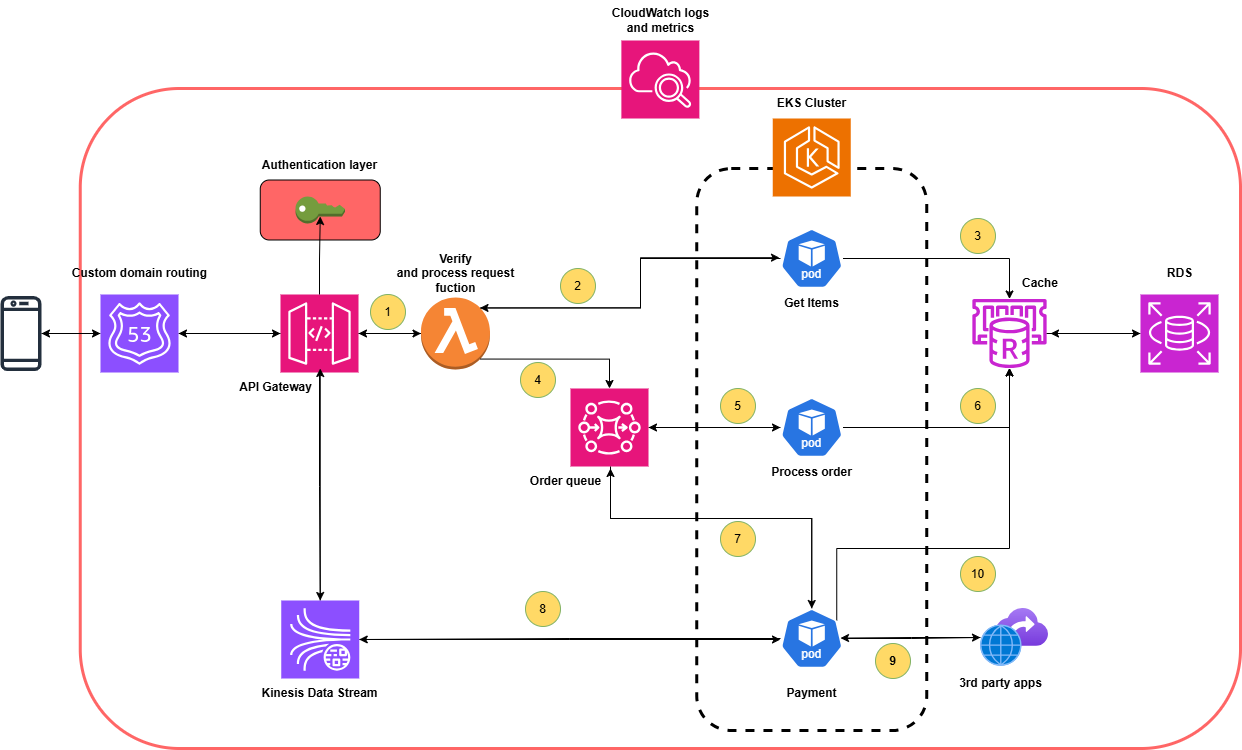 CloudWatch logs
and metrics
EKS Cluster
K
Authentication layer
Custom domain routing
53
</>
API Gateway
1
Verify
and process request
fuction
2
pod
Get Items
3
Cache
R
RDS
4
Order queue
5
pod
Process order
6
7
8
Kinesis Data Stream
pod
Payment
9
10
3rd party apps